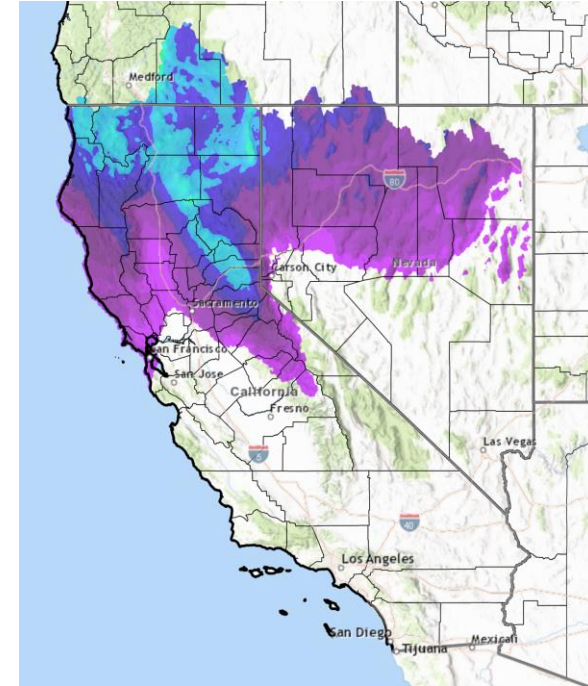 Medford
80
Nevada
Carson City
Sacramento
San Francisco
San Jose
California
Fresno
5
Las Vegas
40
Los Angeles
San Diego
Tijuana
Mexicali